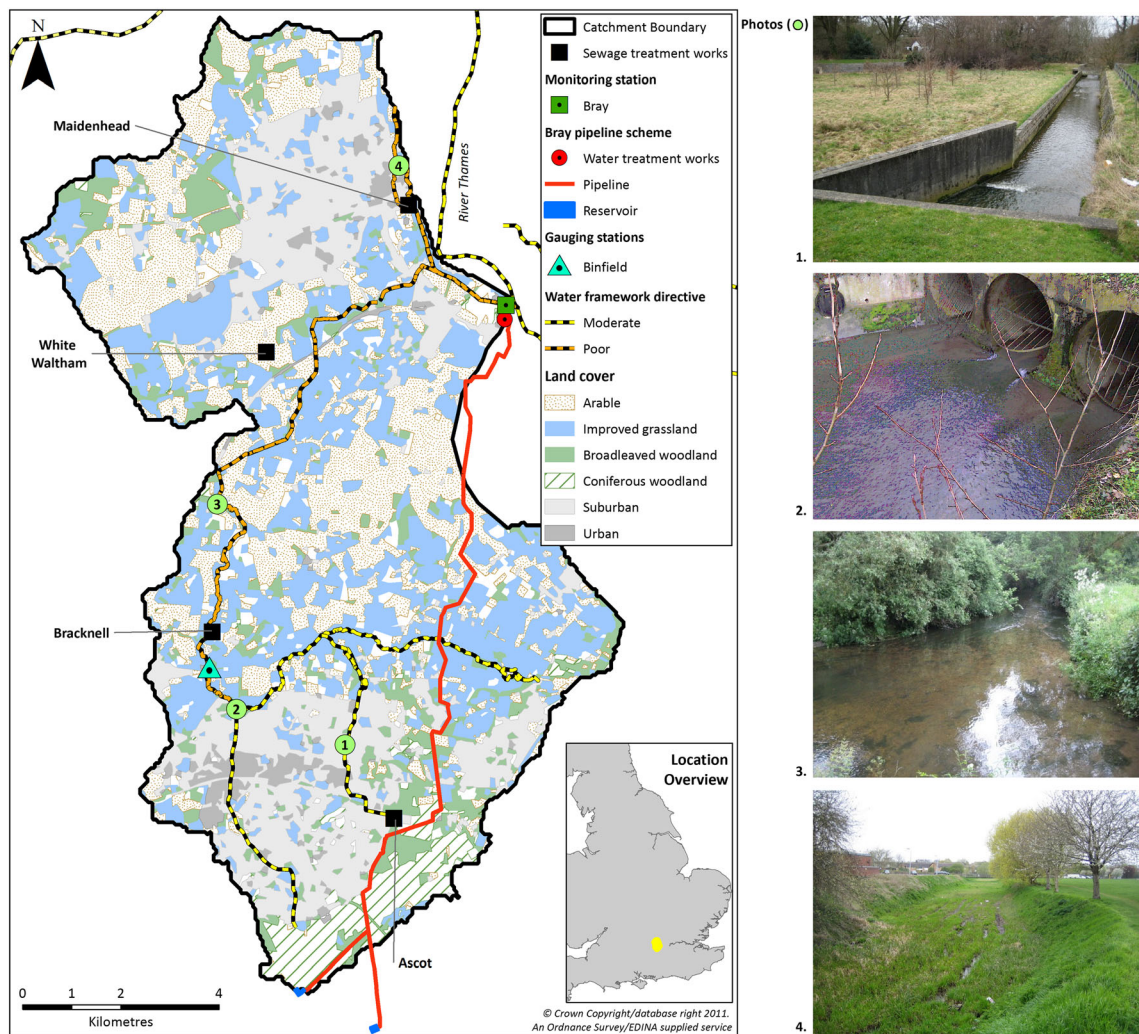 N
Maidenhead
4
River Thames
White
Waltham
3
Bracknell
2
1
Ascot
0 1 2 4
Kilometres
Catchment Boundary
Sewage treatment works
Monitoring station
Bray
Bray pipeline scheme
Water treatment works
Pipeline
Reservoir
Gauging stations
Binfield
Water framework directive
Moderate
Poor
Land cover
Arable
Improved grassland
Broadleaved woodland
Coniferous woodland
Suburban
Urban
Location
Overview
© Crown Copyright/database right 2011.
An Ordnance Survey/EDINA supplied service
Photos ( )
1.
2.
3.
4.